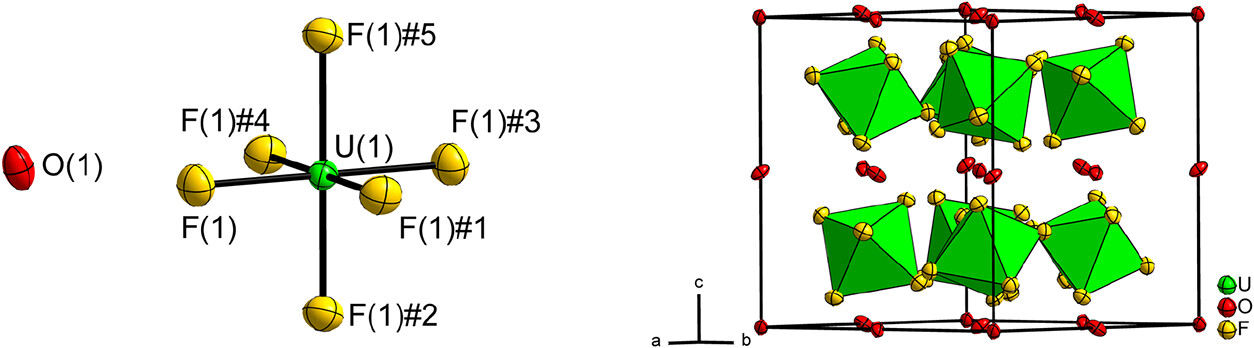 F(1)#5
F(1)#4
F(1)#3
U(1)
O(1)
F(1)
F(1)#1
F(1)#2
c
a
b
U
O
F